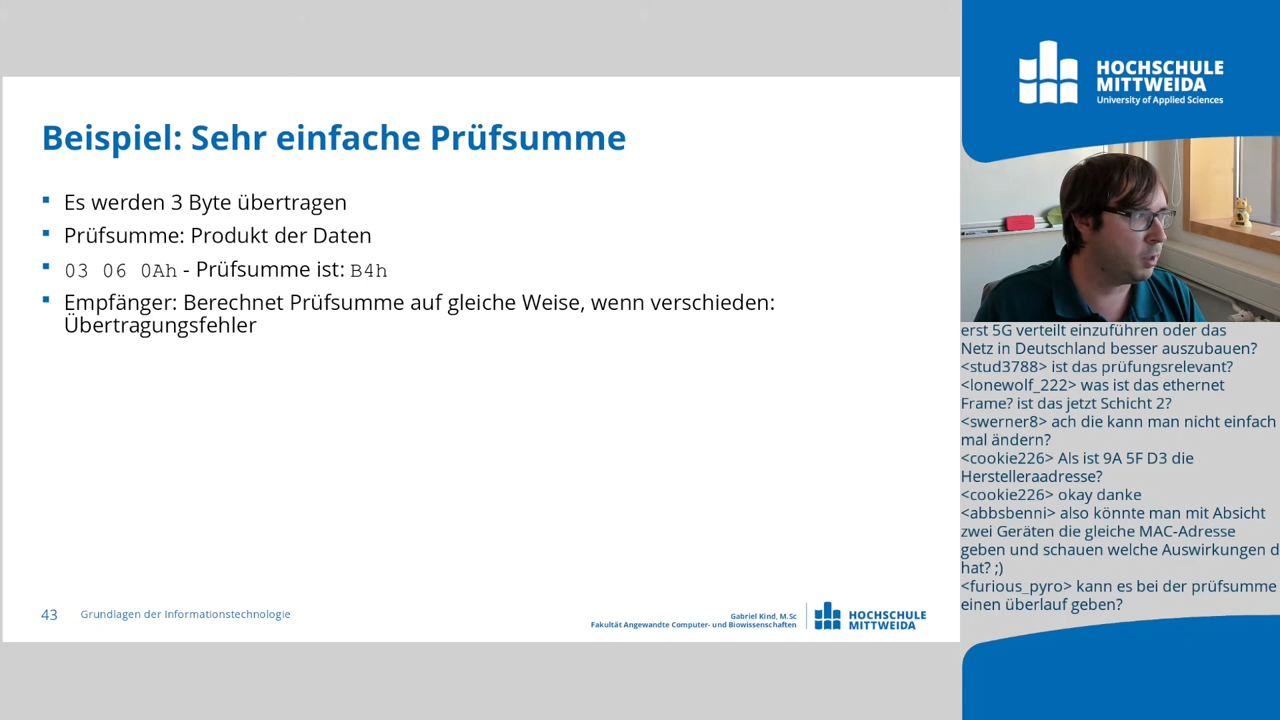 Beispiel: Sehr einfache Prüfsumme
Es werden 3 Byte übertragen
Prüfsumme: Produkt der Daten
03 06 0Ah - Prüfsumme ist: B4h
Empfänger: Berechnet Prüfsumme auf gleiche Weise, wenn verschieden:
Übertragungsfehler
43 Grundlagen der Informationstechnologie
Gabriel Kind, M.Sc
Fakultät Angewandte Computer- und Biowissenschaften
HOCHSCHULE
MITTWEIDA
HOCHSCHULE
MITTWEIDA
University of Applied Sciences
erst 5G verteilt einzuführen oder das
Netz in Deutschland besser auszubauen?
<stud3788> ist das prüfungsrelevant?
<lonewolf_222> was ist das ethernet
Frame? ist das jetzt Schicht 2?
<swerner8> ach die kann man nicht einfach
mal ändern?
<cookie226> Als ist 9A 5F D3 die
Herstelleraadresse?
<cookie226> okay danke
<abbsbenni> also könnte man mit Absicht
zwei Geräten die gleiche MAC-Adresse
geben und schauen welche Auswirkungen d
hat? ;)
<furious_pyro> kann es bei der prüfsumme
einen überlauf geben?